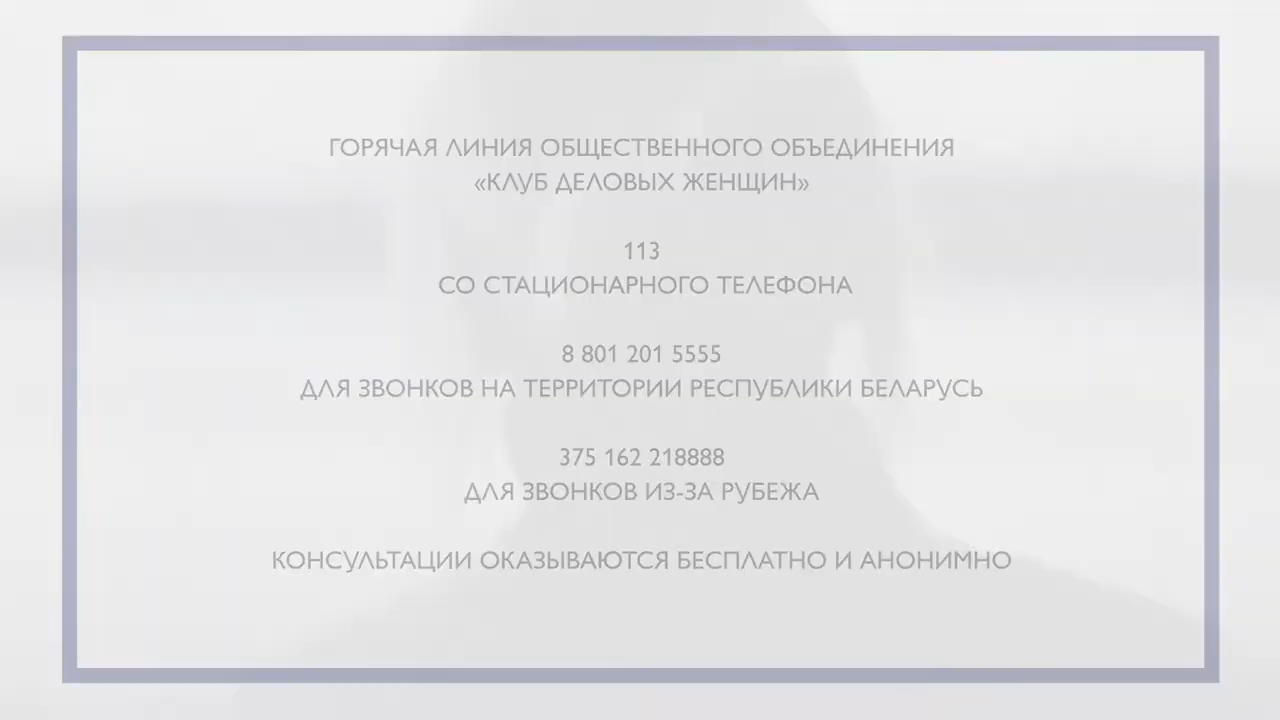 ГОРЯЧАЯ ЛИНИЯ ОБЩЕСТВЕННОГО ОБЪЕДИНЕНИЯ
«КЛУБ ДЕЛОВЫХ ЖЕНЩИН»
113
СО СТАЦИОНАРНОГО ТЕЛЕФОНА
8 801 201 5555
ДЛЯ ЗВОНКОВ НА ТЕРРИТОРИИ РЕСПУБЛИКИ БЕЛАРУСЬ
375 162 218888
ДЛЯ ЗВОНКОВ ИЗ-ЗА РУБЕЖА
КОНСУЛЬТАЦИИ ОКАЗЫВАЮТСЯ БЕСПЛАТНО И АНОНИМНО